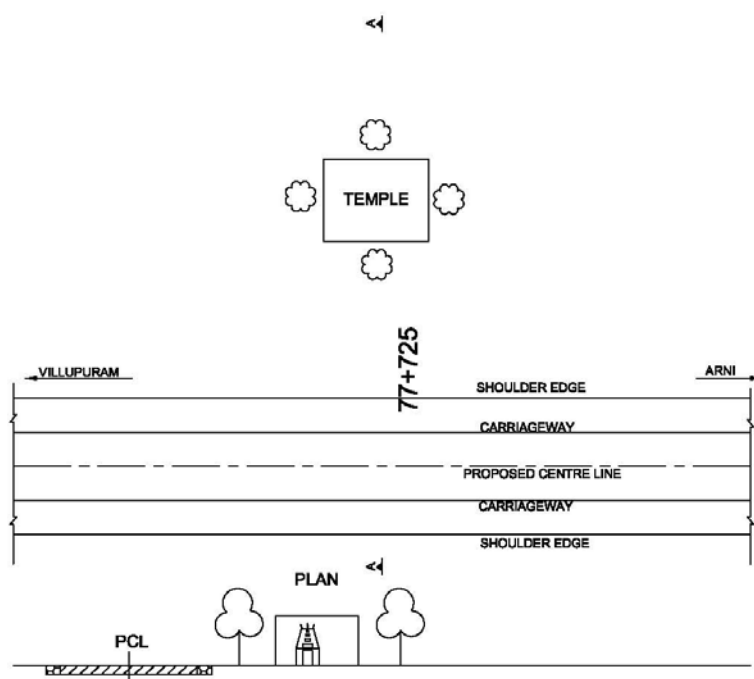 A
TEMPLE
77+725
VILLUPURAM
ARNI
SHOULDER EDGE
CARRIAGEWAY
PROPOSED CENTRE LINE
CARRIAGEWAY
SHOULDER EDGE
A
PLAN
PCL